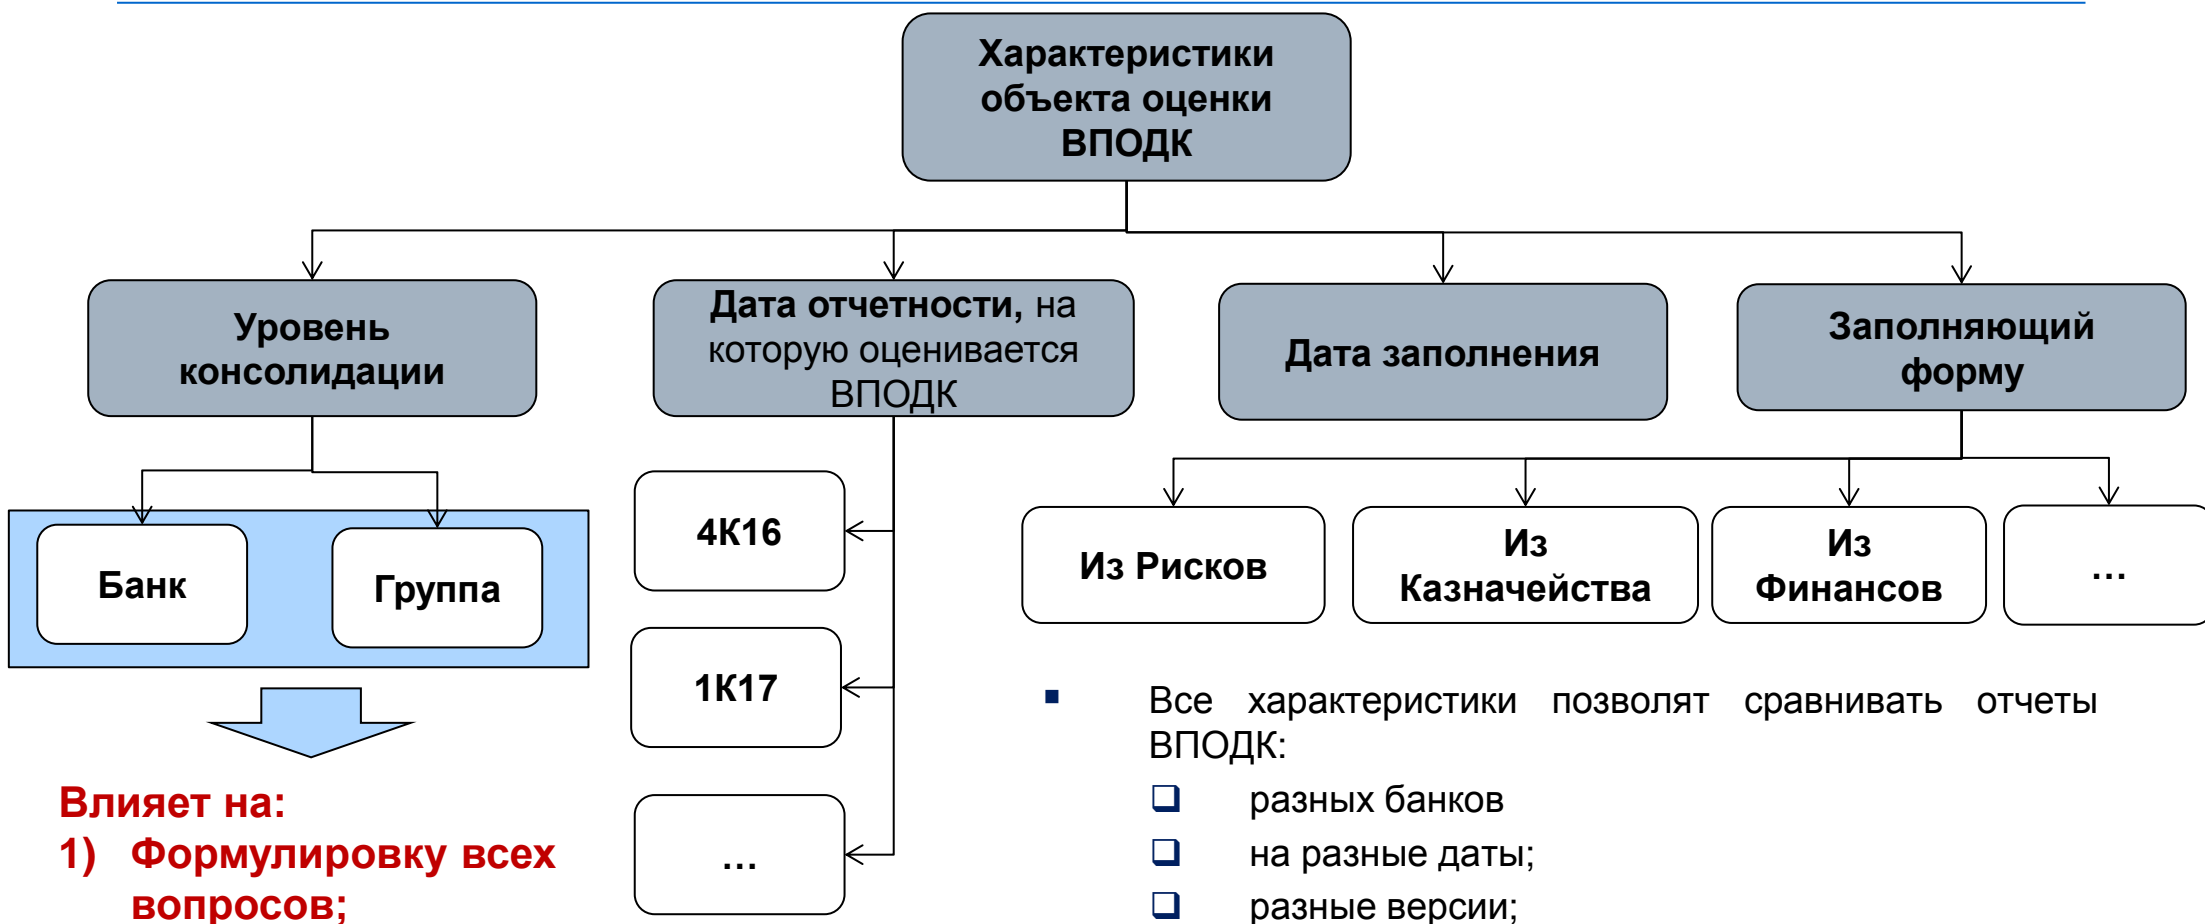 Характеристики
объекта оценки
ВПОДК
Уровень
консолидации
Дата отчетности, на
которую оценивается
ВПОДК
Дата заполнения
Заполняющий
форму
Банк
Группа
4К16
1К17
...
Из Рисков
Из
Казначейства
Из
Финансов
...
Влияет на:
1) Формулировку всех
вопросов;
Все характеристики позволят сравнивать отчеты
ВПОДК:
разных банков
на разные даты;
разные версии;